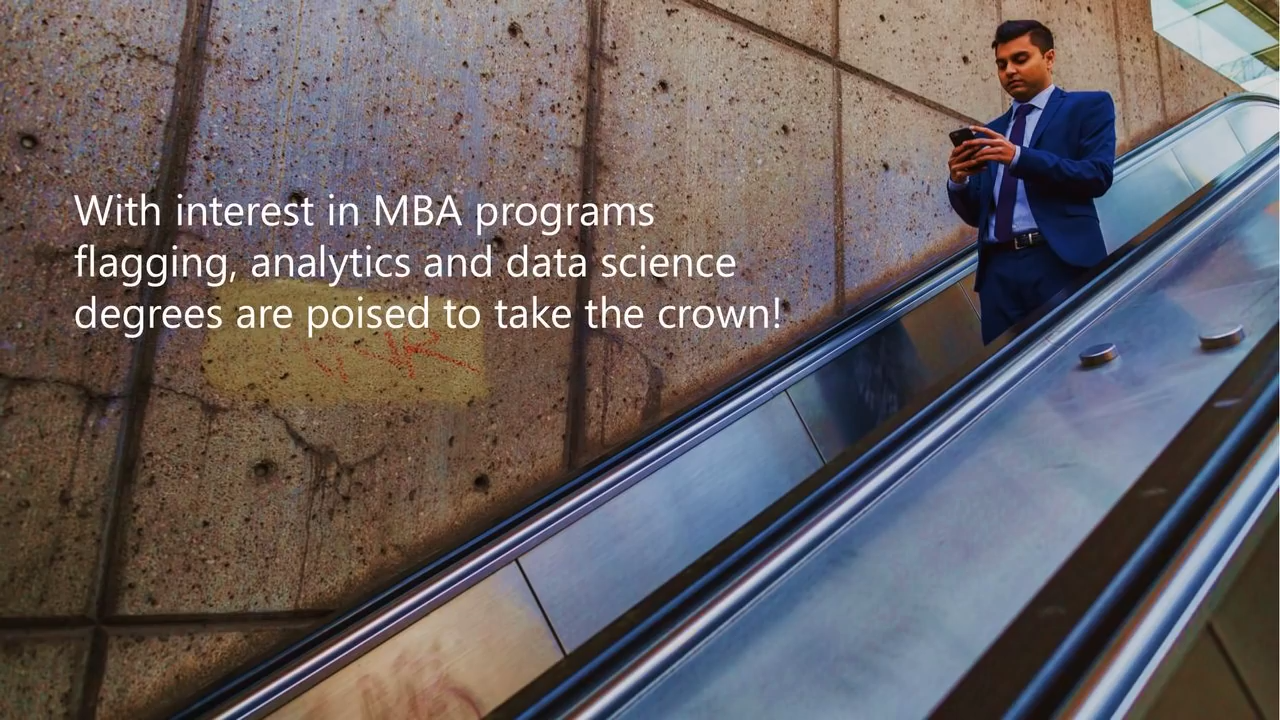 With interest in MBA programs
flagging, analytics and data science
degrees are poised to take the crown!